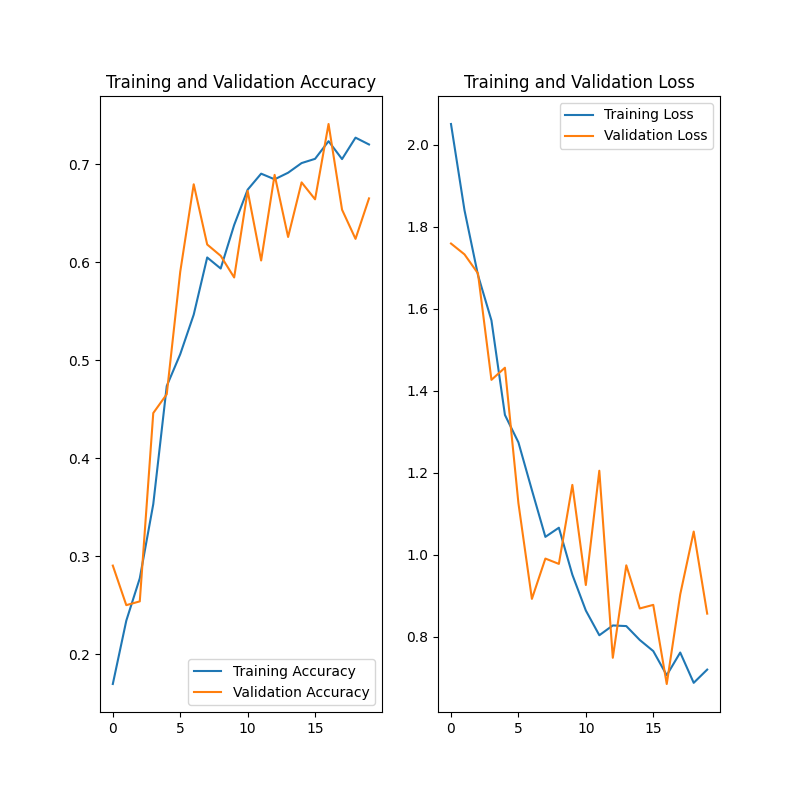 Training and Validation Accuracy
0.7
0.6
0.5
0.4
0.3
0.2
0 5 10 15
Training Accuracy
Validation Accuracy
Training and Validation Loss
2.0
1.8
1.6
1.4
1.2
1.0
0.8
0 5 10 15
Training Loss
Validation Loss